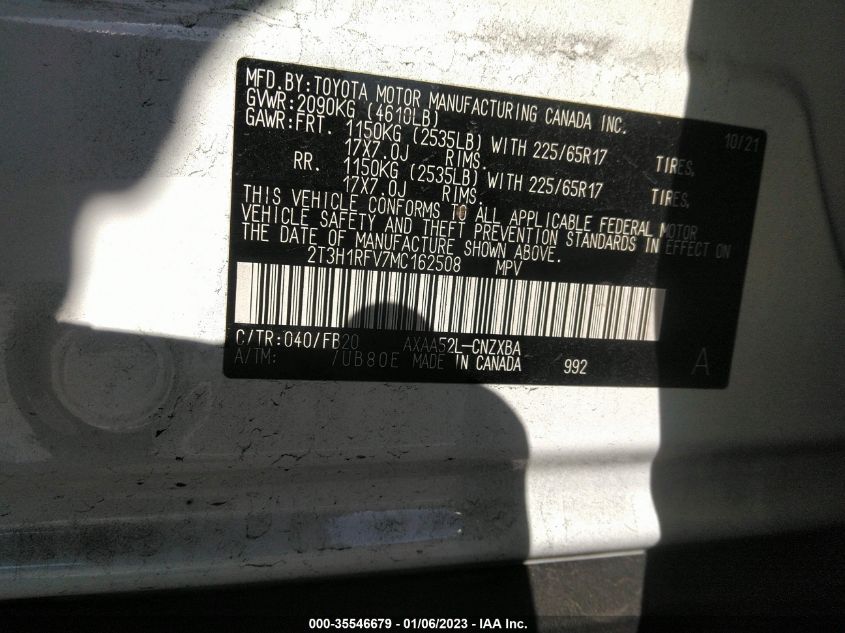 MFD.BY:TOYOTA MOTOR MANUFACTURING CANADA INC.
GVWR:2090KG (4610LB) 10/21
GAWR:FRT. 1150KG (2535LB) WITH 225/65R17 TIRES,
17X7.0J RIMS.
RR. 1150KG (2535LB) WITH 225/65R17 TIRES,
17X7.0J RIMS.
THIS VEHICLE CONFORMS TO ALL APPLICABLE FEDERAL MOTOR
VEHICLE SAFETY AND THEFT PREVENTION STANDARDS IN EFFECT ON
THE DATE OF MANUFACTURE SHOWN ABOVE.
2T3H1RFV7MC162508 MPV
C/TR:040/FB20 AXAA52L-CNZXBA
A/TM: /UB80E MADE IN CANADA 992 A
000-35546679 - 01/06/2023 - IAA Inc.